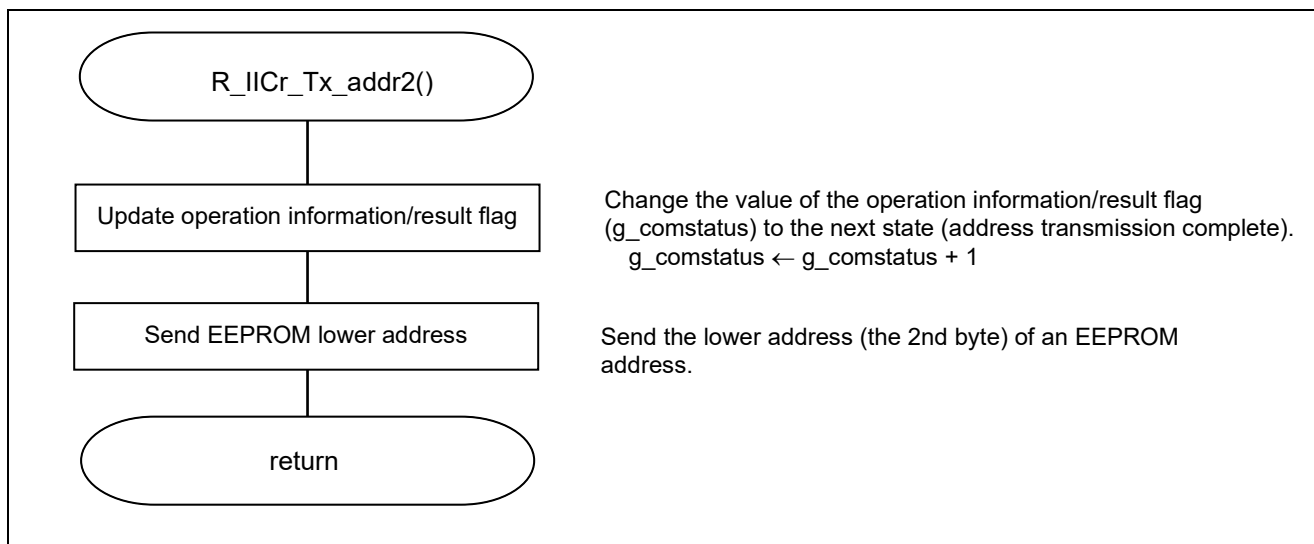 R_IICr_Tx_addr2()
Update operation information/result flag
Change the value of the operation information/result flag
(g_comstatus) to the next state (address transmission complete).
g_comstatus ← g_comstatus + 1
Send EEPROM lower address
Send the lower address (the 2nd byte) of an EEPROM
address.
return